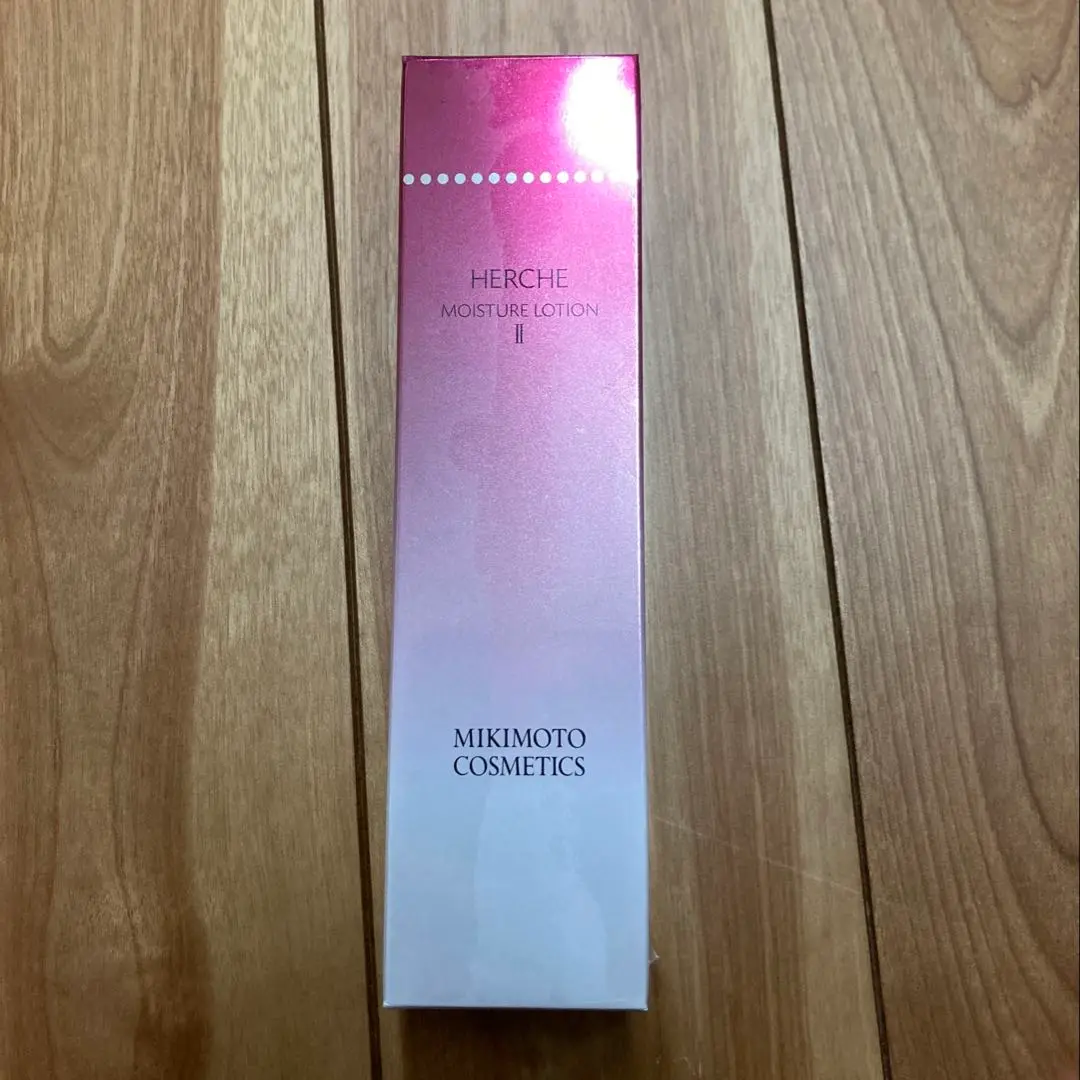 HERCHE
MOISTURE LOTION
Ⅱ
MIKIMOTO
COSMETICS